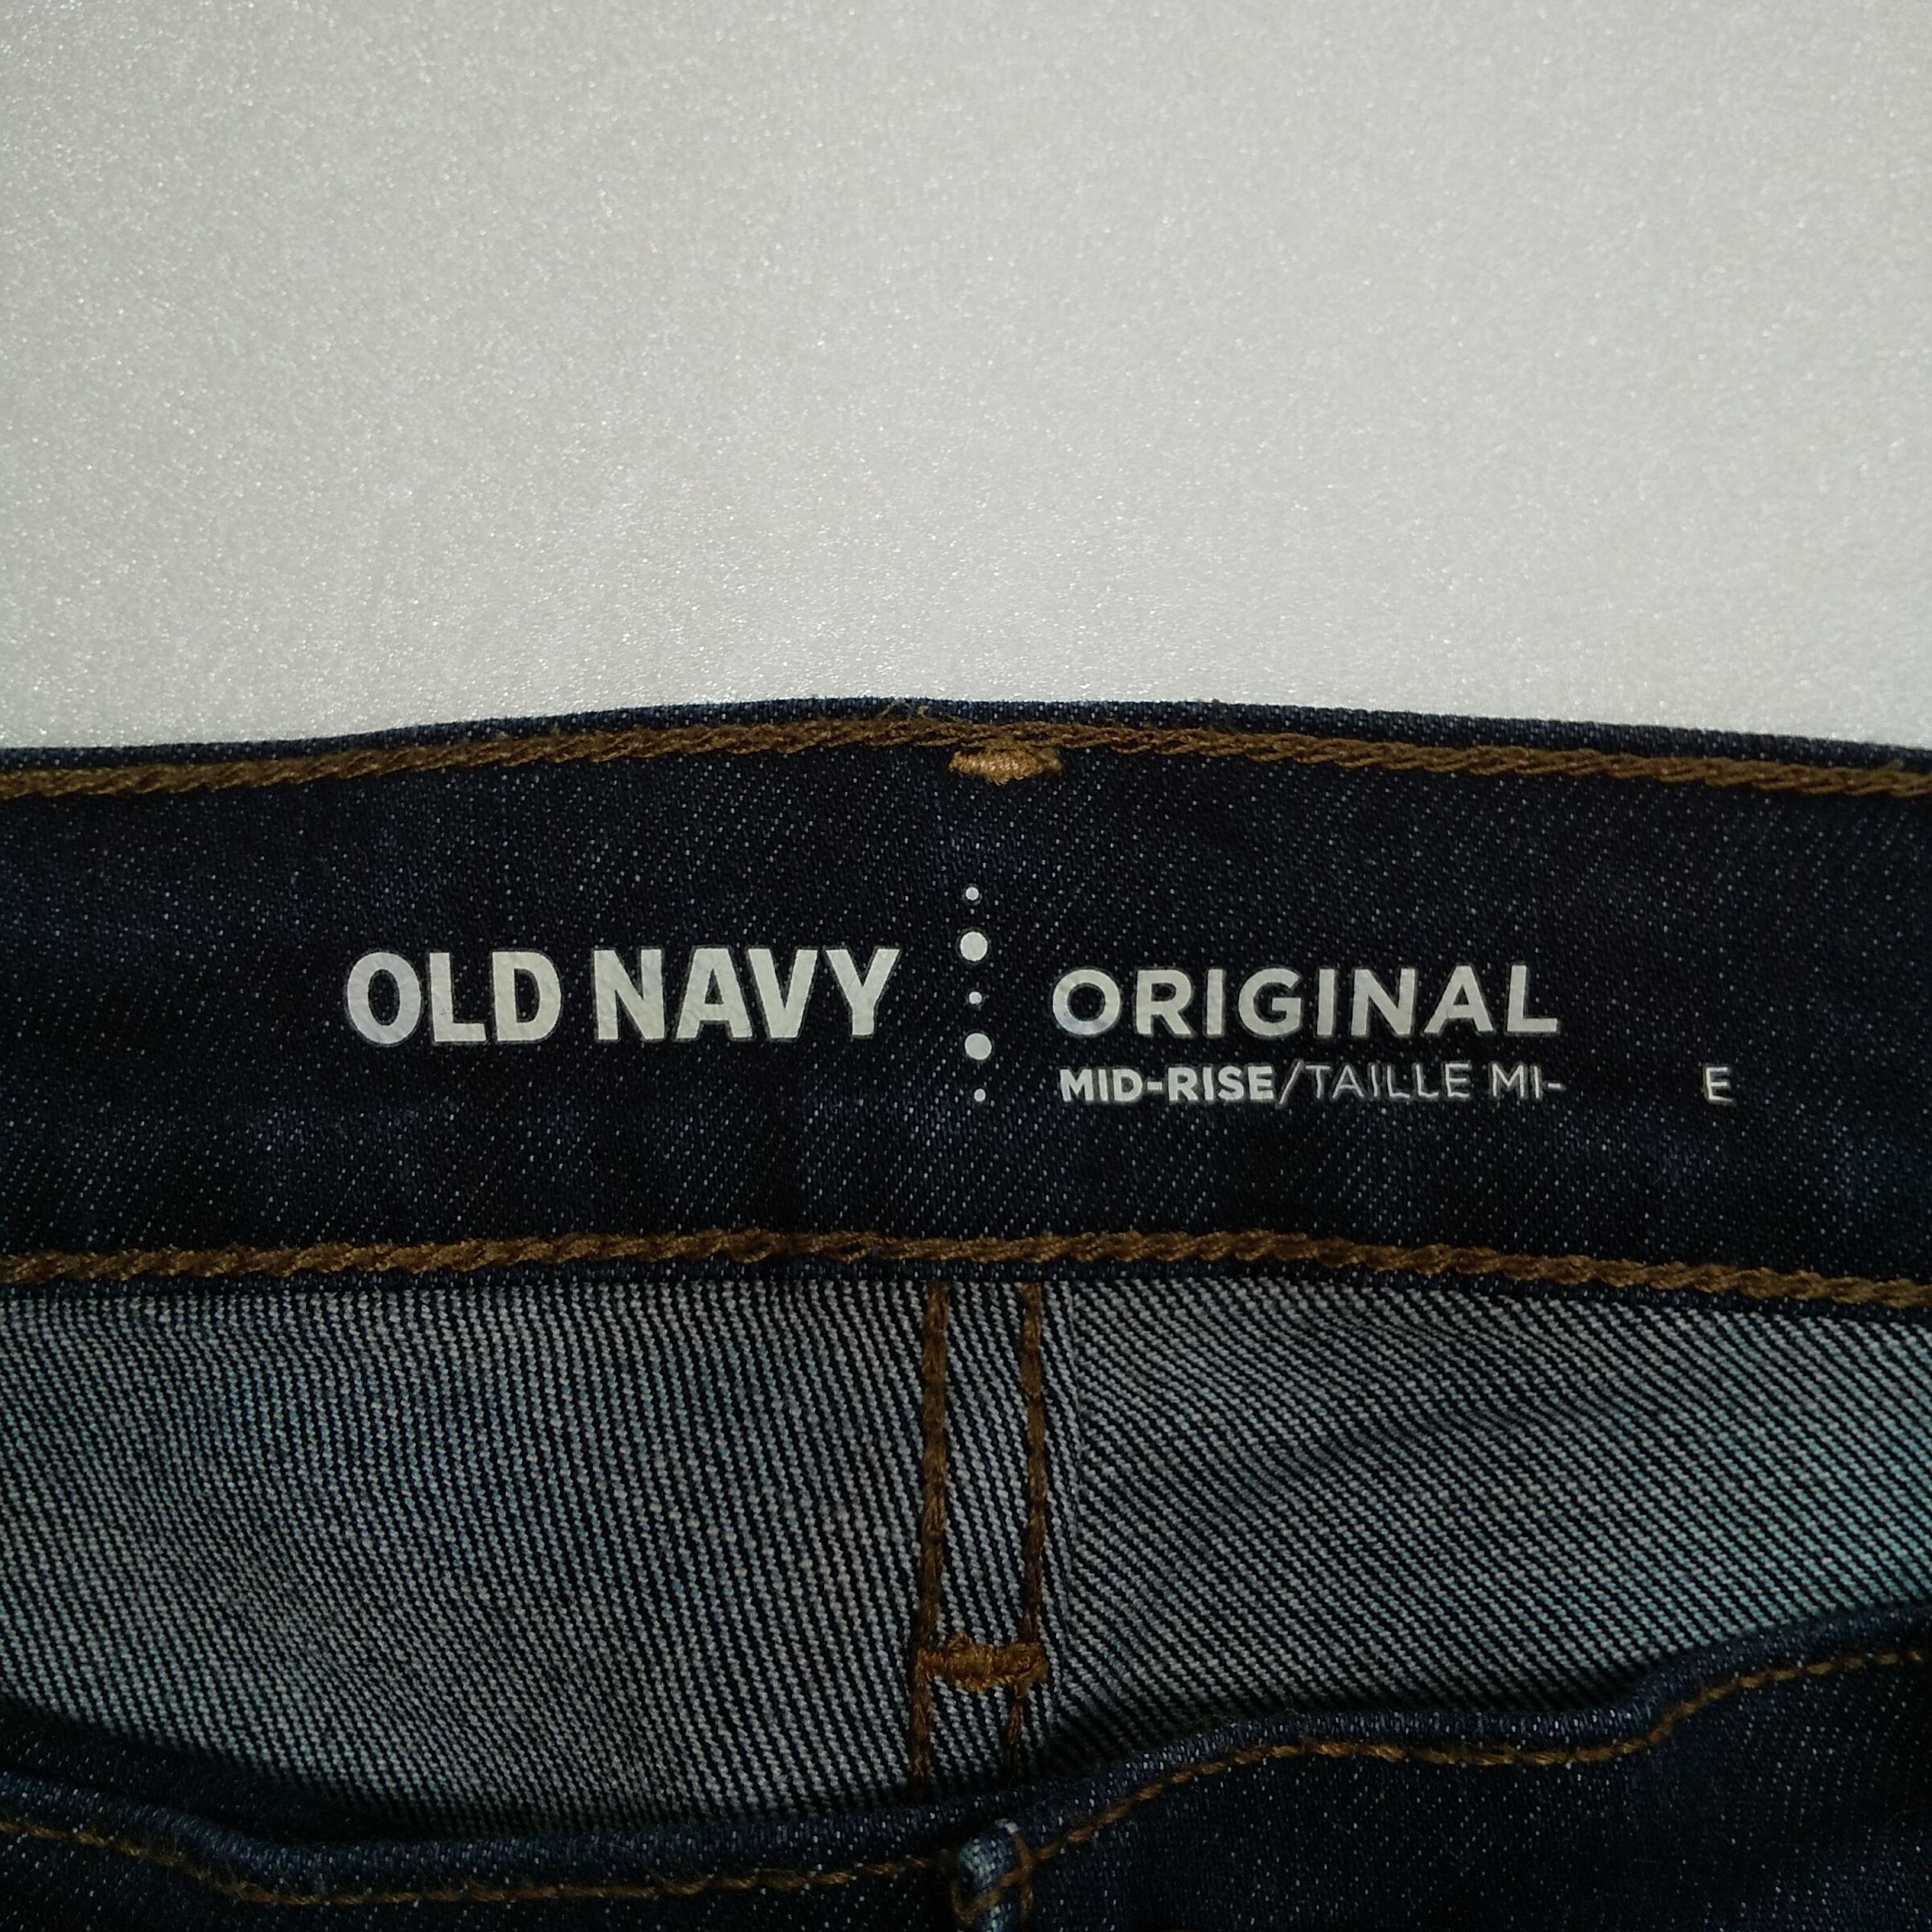 OLD NAVY
ORIGINAL
MID-RISE/TAILLE MI- E